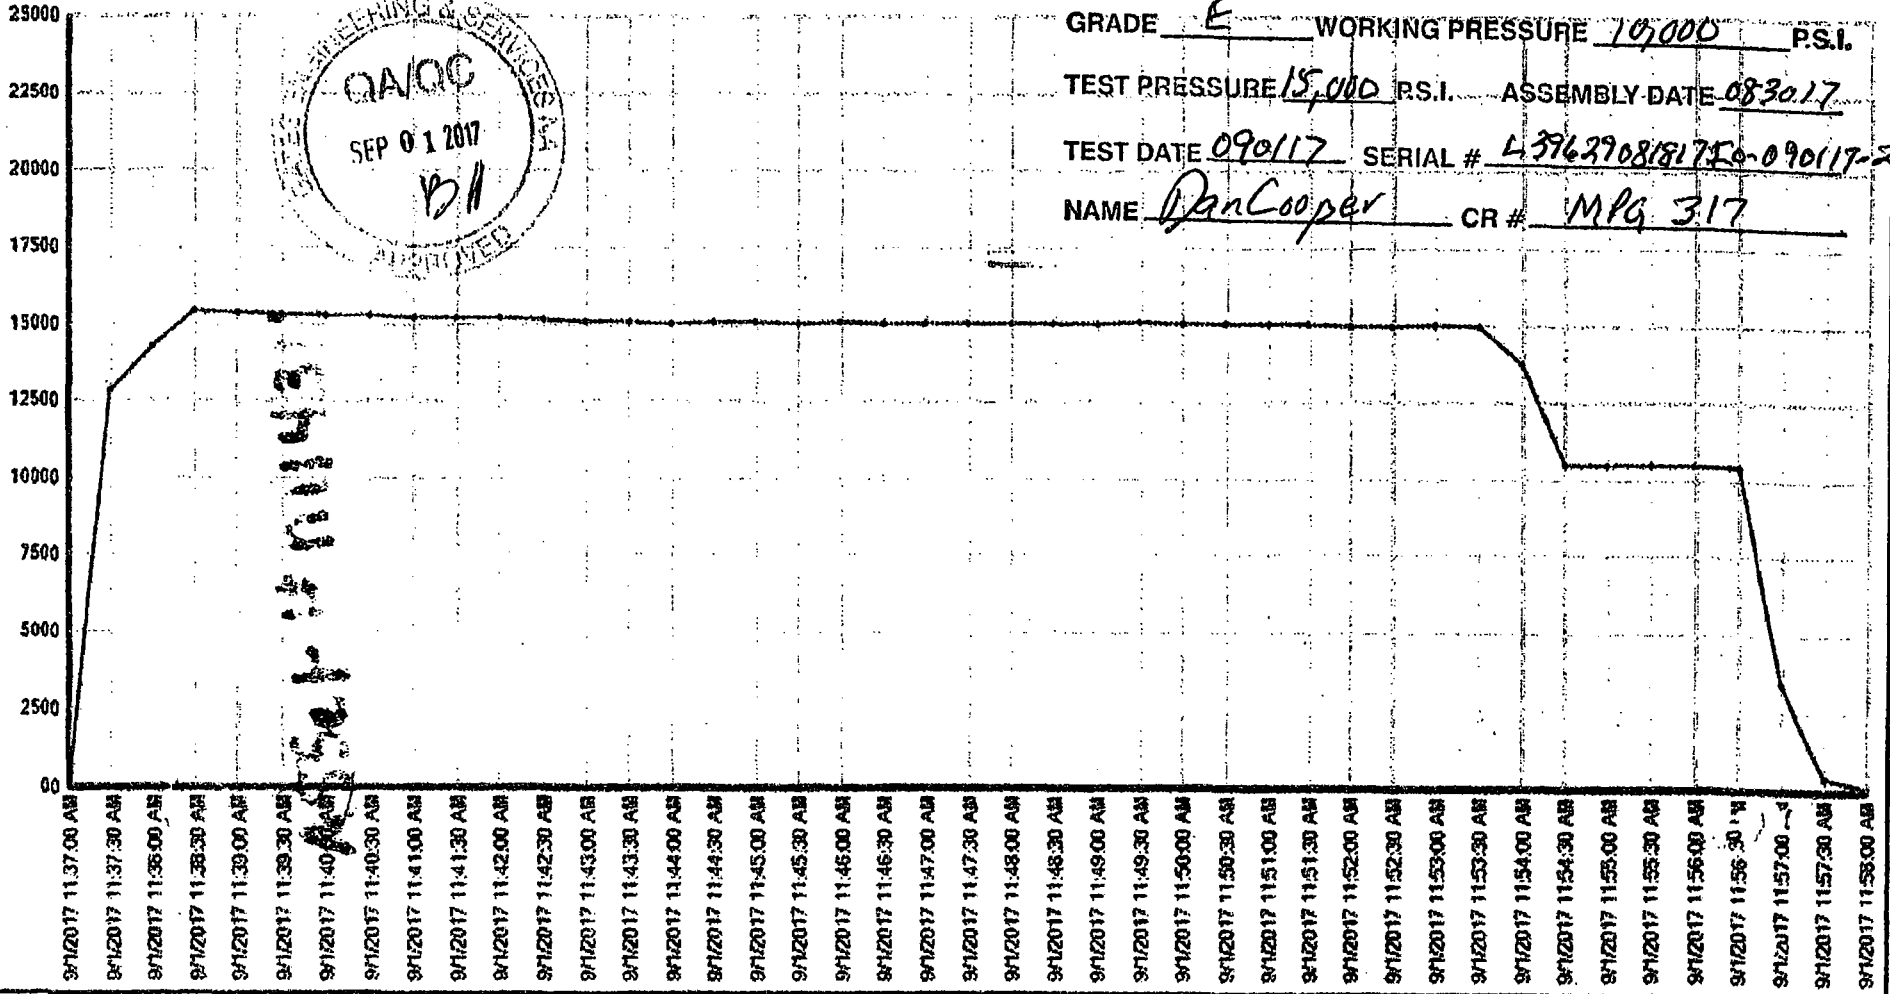 25000
GRADE E WORKING PRESSURE 10,000 P.S.I.
22500
TEST PRESSURE 15,000 P.S.I. ASSEMBLY DATE 083017
20000
TEST DATE 090117 SERIAL #
NAME Dan Cooper CR # MPG 317
ENGINEERING & SERVICES
QA/QC
SEP 01 2017
APPROVED
17500
15000
12500
10000
7500
5000
2500
00
9/1/2017 11:37:00 AM
9/1/2017 11:37:30 AM
9/1/2017 11:38:00 AM
9/1/2017 11:38:30 AM
9/1/2017 11:39:00 AM
9/1/2017 11:39:30 AM
9/1/2017 11:40:00 AM
9/1/2017 11:40:30 AM
9/1/2017 11:41:00 AM
9/1/2017 11:41:30 AM
9/1/2017 11:42:00 AM
9/1/2017 11:42:30 AM
9/1/2017 11:43:00 AM
9/1/2017 11:43:30 AM
9/1/2017 11:44:00 AM
9/1/2017 11:44:30 AM
9/1/2017 11:45:00 AM
9/1/2017 11:45:30 AM
9/1/2017 11:46:00 AM
9/1/2017 11:46:30 AM
9/1/2017 11:47:00 AM
9/1/2017 11:47:30 AM
9/1/2017 11:48:00 AM
9/1/2017 11:48:30 AM
9/1/2017 11:49:00 AM
9/1/2017 11:49:30 AM
9/1/2017 11:50:00 AM
9/1/2017 11:50:30 AM
9/1/2017 11:51:00 AM
9/1/2017 11:51:30 AM
9/1/2017 11:52:00 AM
9/1/2017 11:52:30 AM
9/1/2017 11:53:00 AM
9/1/2017 11:53:30 AM
9/1/2017 11:54:00 AM
9/1/2017 11:54:30 AM
9/1/2017 11:55:00 AM
9/1/2017 11:55:30 AM
9/1/2017 11:56:00 AM
9/1/2017 11:56:30
9/1/2017 11:57:00
9/1/2017 11:57:30 AM
9/1/2017 11:58:00 AM